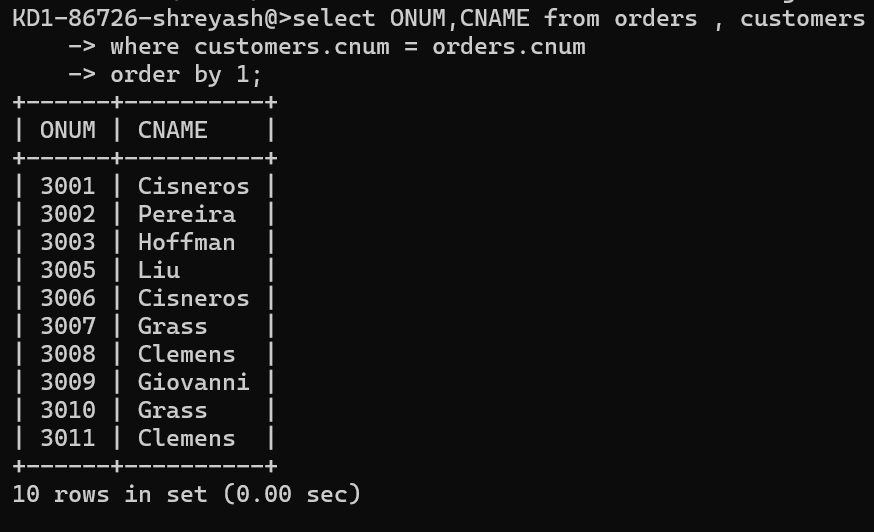 KD1-86726-shreyash@>select ONUM,CNAME from orders , customers
    -> where customers.cnum = orders.cnum
    -> order by 1;
+------+----------+
| ONUM | CNAME    |
+------+----------+
| 3001 | Cisneros |
| 3002 | Pereira  |
| 3003 | Hoffman  |
| 3005 | Liu      |
| 3006 | Cisneros |
| 3007 | Grass    |
| 3008 | Clemens  |
| 3009 | Giovanni |
| 3010 | Grass    |
| 3011 | Clemens  |
+------+----------+
10 rows in set (0.00 sec)